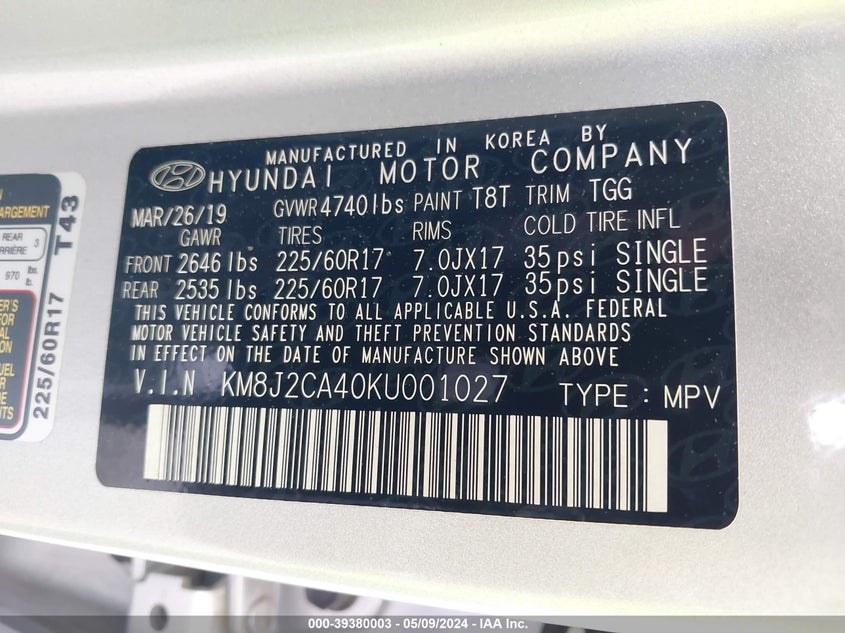 MANUFACTURED IN KOREA BY
HYUNDAI MOTOR COMPANY
MAR/26/19 GVWR 4740lbs PAINT T8T TRIM TGG
GAWR TIRES RIMS COLD TIRE INFL
FRONT 2646 lbs 225/60R17 7.0JX17 35psi SINGLE
REAR 2535 lbs 225/60R17 7.0JX17 35psi SINGLE
THIS VEHICLE CONFORMS TO ALL APPLICABLE U.S.A. FEDERAL
MOTOR VEHICLE SAFETY AND THEFT PREVENTION STANDARDS
IN EFFECT ON THE DATE OF MANUFACTURE SHOWN ABOVE
V.I.N KM8J2CA40KU001027 TYPE : MPV
REAR 3
970 lbs.
225/60R17 T43
000-39380003 - 05/09/2024 - IAA Inc.